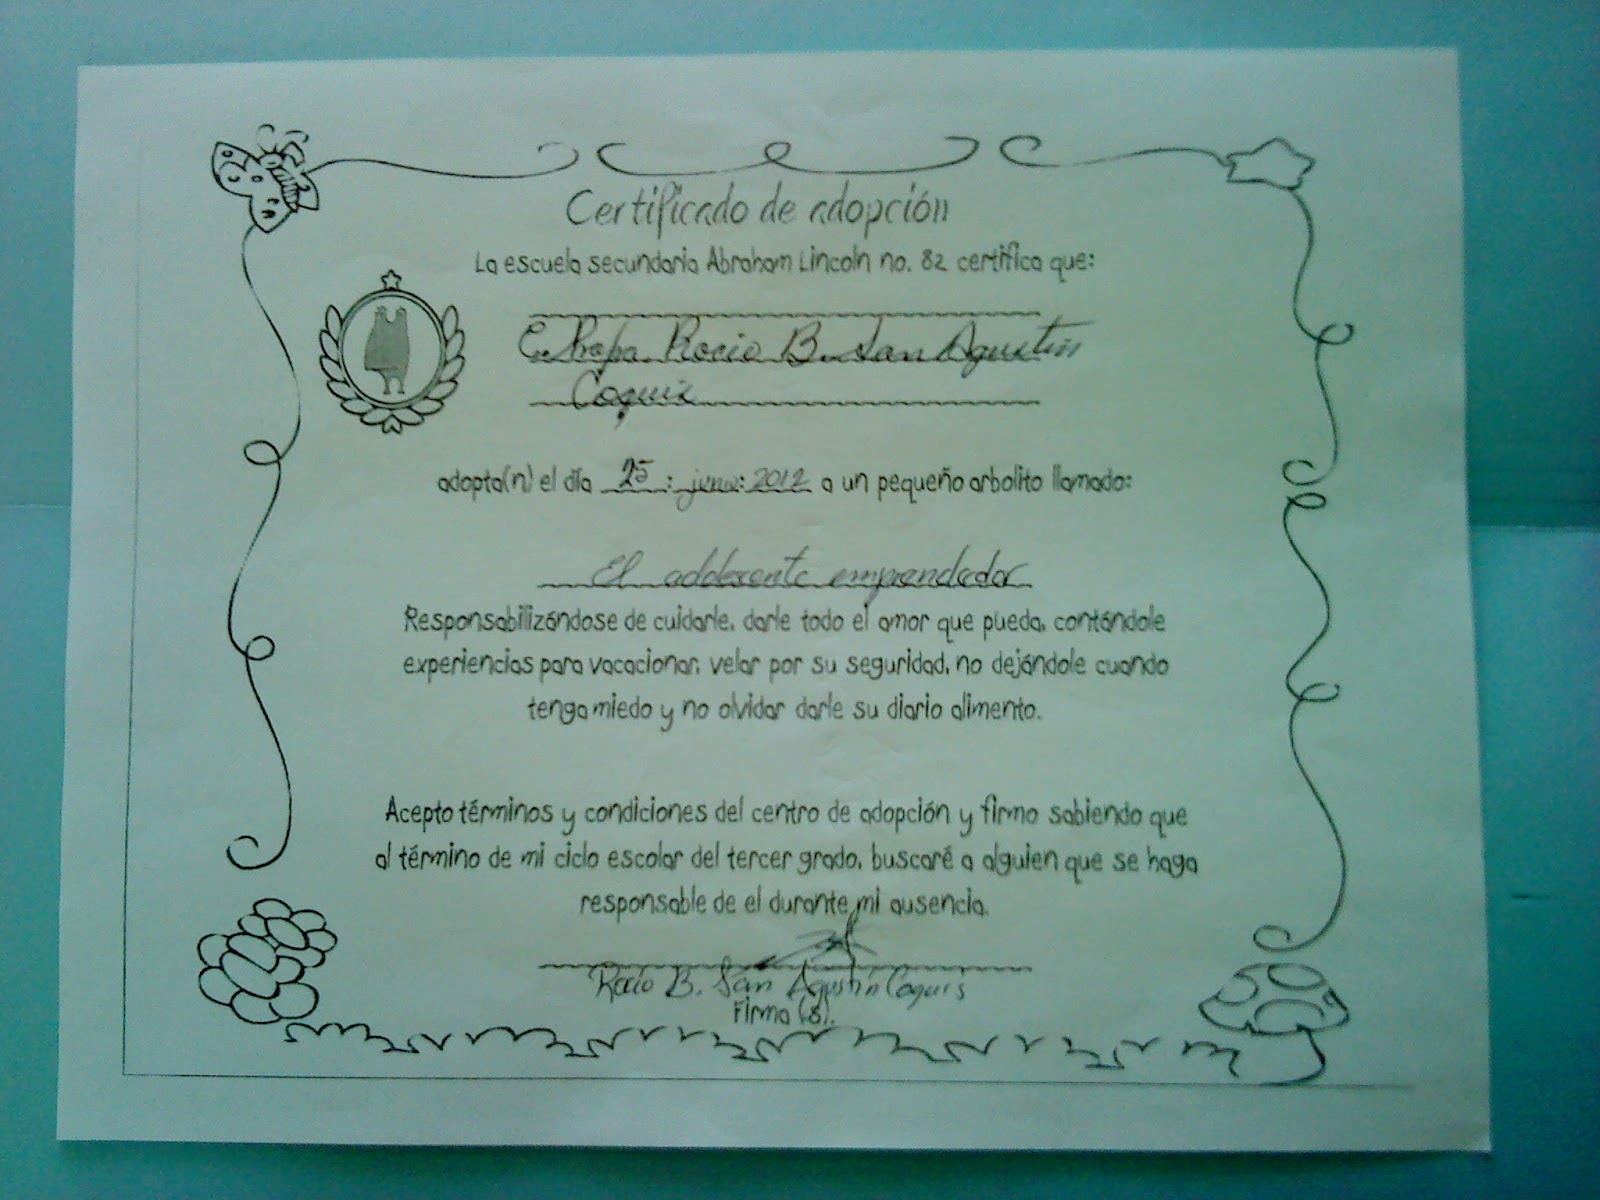 Certificado de adopción
La escuela secundaria Abraham Lincoln no. 82 certifica que:
Profa. Rocio B. San Agustin
Coquis
adopta(n) el día 25 : junio: 2012 a un pequeño arbolito llamado:
El adolesente emprendedor
Responsabilizándose de cuidarle, darle todo el amor que pueda, contándole
experiencias para vacacionar, velar por su seguridad, no dejándole cuando
tenga miedo y no olvidar darle su diario alimento.
Acepto términos y condiciones del centro de adopción y firmo sabiendo que
al término de mi ciclo escolar del tercer grado, buscaré a alguien que se haga
responsable de el durante mi ausencia.
Rocio B. San Agustín Coquis
Firma (s).